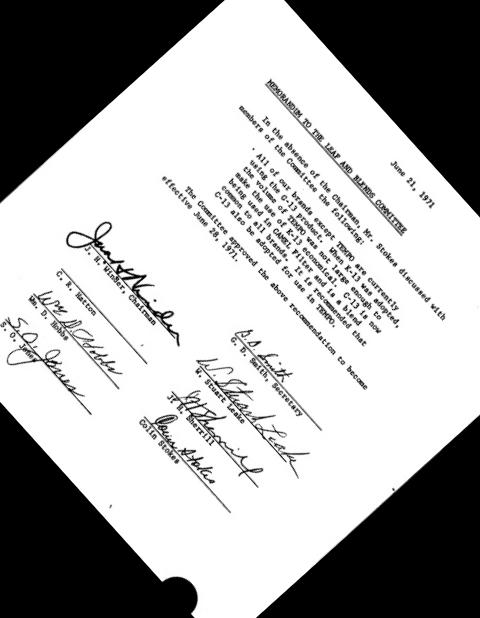 June 21, 1971
MEMORANDUM TO THE LEAF AND BLENDS COMMITTEE
In the absence of the Chairman Mr. Stokes discussed with
members of the Committee the following:
All of our brands except TEMPO are currently
using the G-13 product. When K-13 was adopted,
the volume of TEMPO was not large enough to
make the use of K-13 economical. C-13 is now
being used in CAMEL Filter and is a blend
common to all brands. It is recommended that
C-13 also be adopted for use in TEMPO.
The Committee approved the above recommendation to become
effective June 28, 1971.
J. H. Winder, Chairman
G. D. Smith, Secretary
C. R. Hatton
W. Stuart Leake
Wm. D. Hobbs
W. D. Hobbs
J. H. Sherrill
S. O. Jones
S. O. Jones
Colin Stokes
Colin Stokes
G. D. Smith
W. Stuart Leake